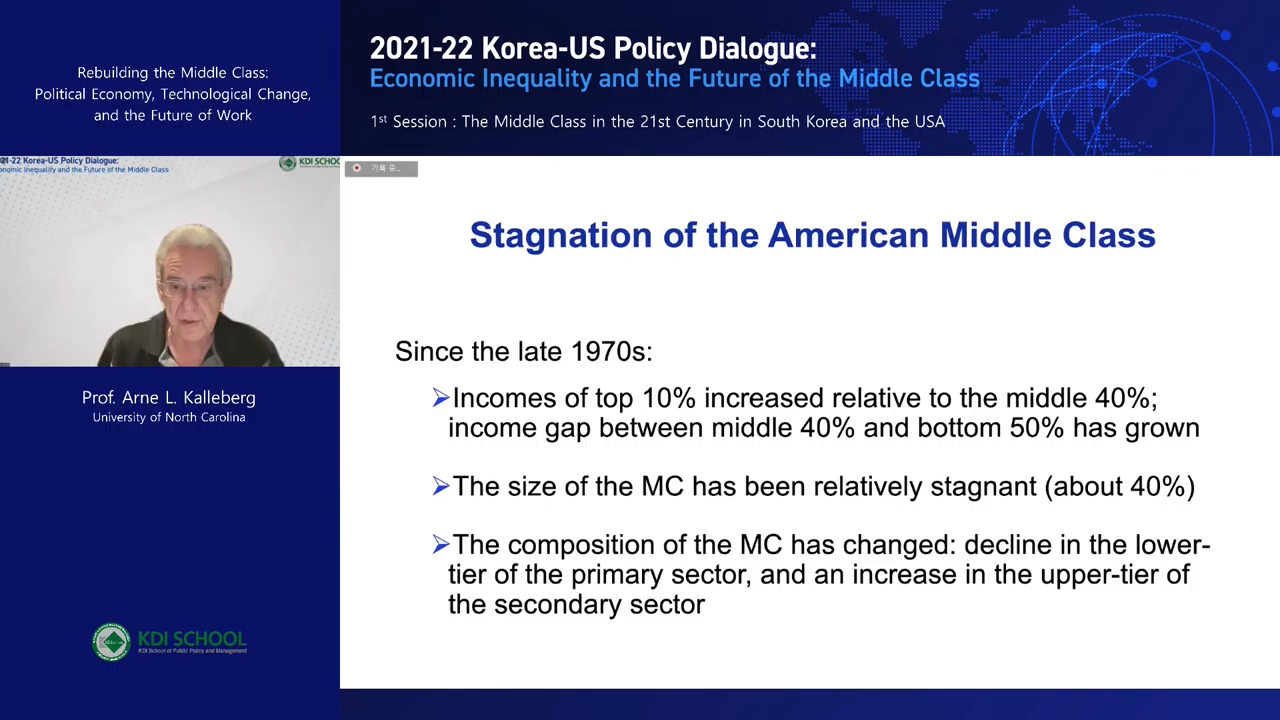 Rebuilding the Middle Class:
Political Economy, Technological Change,
and the Future of Work
2021-22 Korea-US Policy Dialogue:
Economic Inequality and the Future of the Middle Class
1st Session : The Middle Class in the 21st Century in South Korea and the USA
21-22 Korea-US Policy Dialogue:
onomic Inequality and the Future of the Middle Class
KDI SCHOO
기록 중...
Stagnation of the American Middle Class
Since the late 1970s:
➢Incomes of top 10% increased relative to the middle 40%;
income gap between middle 40% and bottom 50% has grown
➢The size of the MC has been relatively stagnant (about 40%)
➢The composition of the MC has changed: decline in the lower-
tier of the primary sector, and an increase in the upper-tier of
the secondary sector
Prof. Arne L. Kalleberg
University of North Carolina
KDI SCHOOL
KDI School of Public Policy and Management